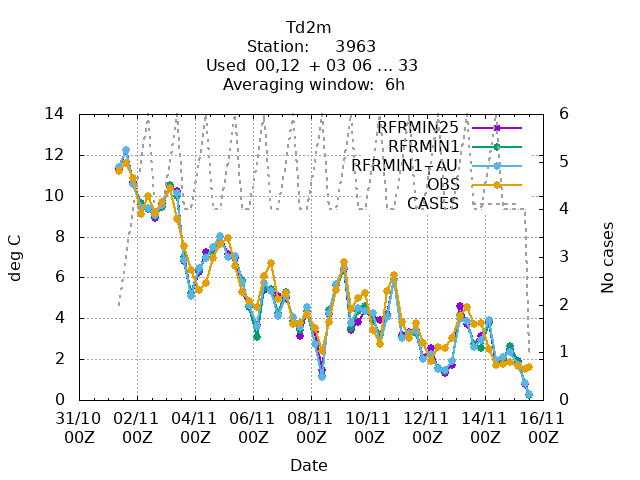 Td2m
Station: 3963
Used 00,12 + 03 06 ... 33
Averaging window: 6h
14 6
RFRMIN25
12 5
RFRMIN1
RFRMIN1-AU
10 OBS
4
CASES
8
3
6
2
4
1
2
0 0
deg C
No cases
31/10 02/11 04/11 06/11 08/11 10/11 12/11 14/11 16/11
00Z 00Z 00Z 00Z 00Z 00Z 00Z 00Z 00Z
Date